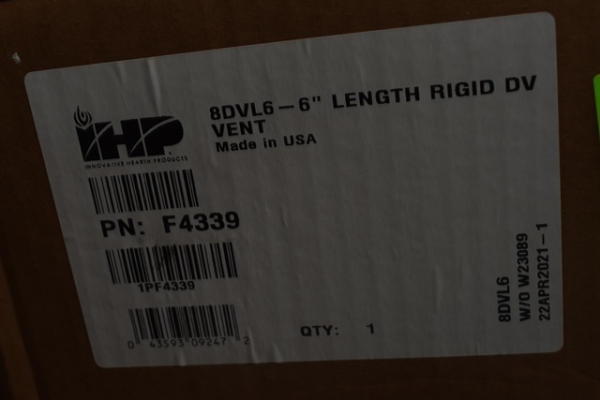 IHP
INNOVATIVE HEARTH PRODUCTS
8DVL6-6" LENGTH RIGID DV
VENT
Made in USA
PN: F4339
1PF4339
0 43593 09247 2
QTY: 1
8DVL6
W/O W23089
22APR2021-1